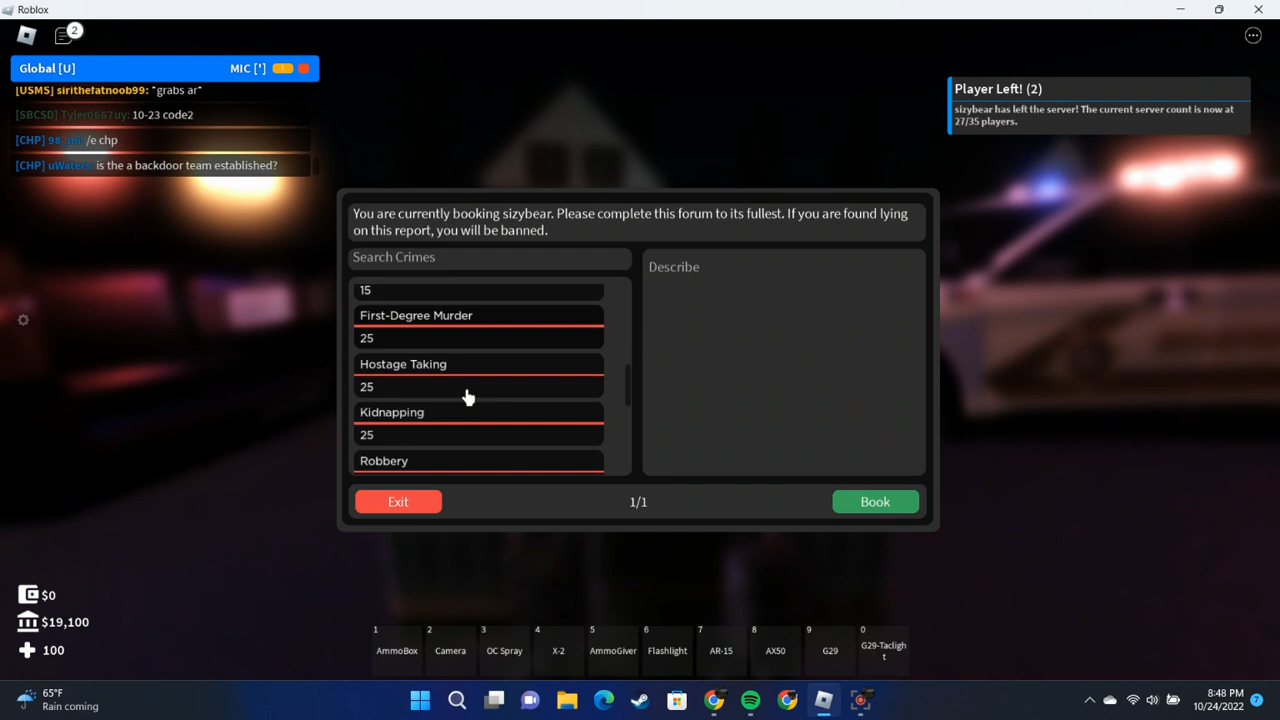 Roblox
2
Global [U]
MIC [']
!
[USMS] sirithefatnoob99: *grabs ar*
[SBCSD] Tyler0667uy: 10-23 code2
[CHP] /e chp
[CHP] uWaters: is the a backdoor team established?
Player Left! (2)
sizybear has left the server! The current server count is now at
27/35 players.
You are currently booking sizybear. Please complete this forum to its fullest. If you are found lying
on this report, you will be banned.
Search Crimes
Describe
15
First-Degree Murder
25
Hostage Taking
25
Kidnapping
25
Robbery
Exit
1/1
Book
$0
$19,100
100
1
AmmoBox
2
Camera
3
OC Spray
4
X-2
5
AmmoGiver
6
Flashlight
7
AR-15
8
AX50
9
G29
0
G29-Tacligh
t
65°F
Rain coming
8:48 PM
10/24/2022
7